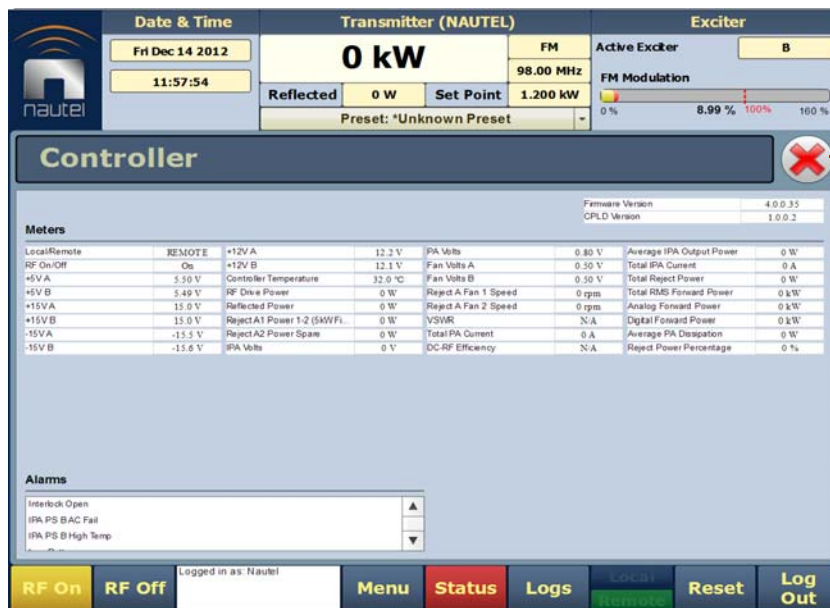 Date & Time
Transmitter (NAUTEL)
Exciter
nautel
Fri Dec 14 2012
11:57:54
0 kW
FM
98.00 MHz
Reflected
0 W
Set Point
1.200 kW
Preset: *Unknown Preset
Active Exciter
B
FM Modulation
0 %
8.99 %
100%
160 %
Controller
Firmware Version 4.0.0.35
CPLD Version 1.0.0.2
Meters
Local/Remote REMOTE
RF On/Off On
+5V A 5.50 V
+5V B 5.49 V
+15V A 15.0 V
+15V B 15.0 V
-15V A -15.5 V
-15V B -15.6 V
+12V A 12.2 V
+12V B 12.1 V
Controller Temperature 32.0 °C
RF Drive Power 0 W
Reflected Power 0 W
Reject A1 Power 1-2 (5kW Fi... 0 W
Reject A2 Power Spare 0 W
IPA Volts 0 V
PA Volts 0.80 V
Fan Volts A 0.50 V
Fan Volts B 0.50 V
Reject A Fan 1 Speed 0 rpm
Reject A Fan 2 Speed 0 rpm
VSWR N/A
Total PA Current 0 A
DC-RF Efficiency N/A
Average IPA Output Power 0 W
Total IPA Current 0 A
Total Reject Power 0 W
Total RMS Forward Power 0 kW
Analog Forward Power 0 kW
Digital Forward Power 0 kW
Average PA Dissipation 0 W
Reject Power Percentage 0 %
Alarms
Interlock Open
IPA PS B AC Fail
IPA PS B High Temp
RF On
RF Off
Logged in as: Nautel
Menu
Status
Logs
Local
Remote
Reset
Log Out